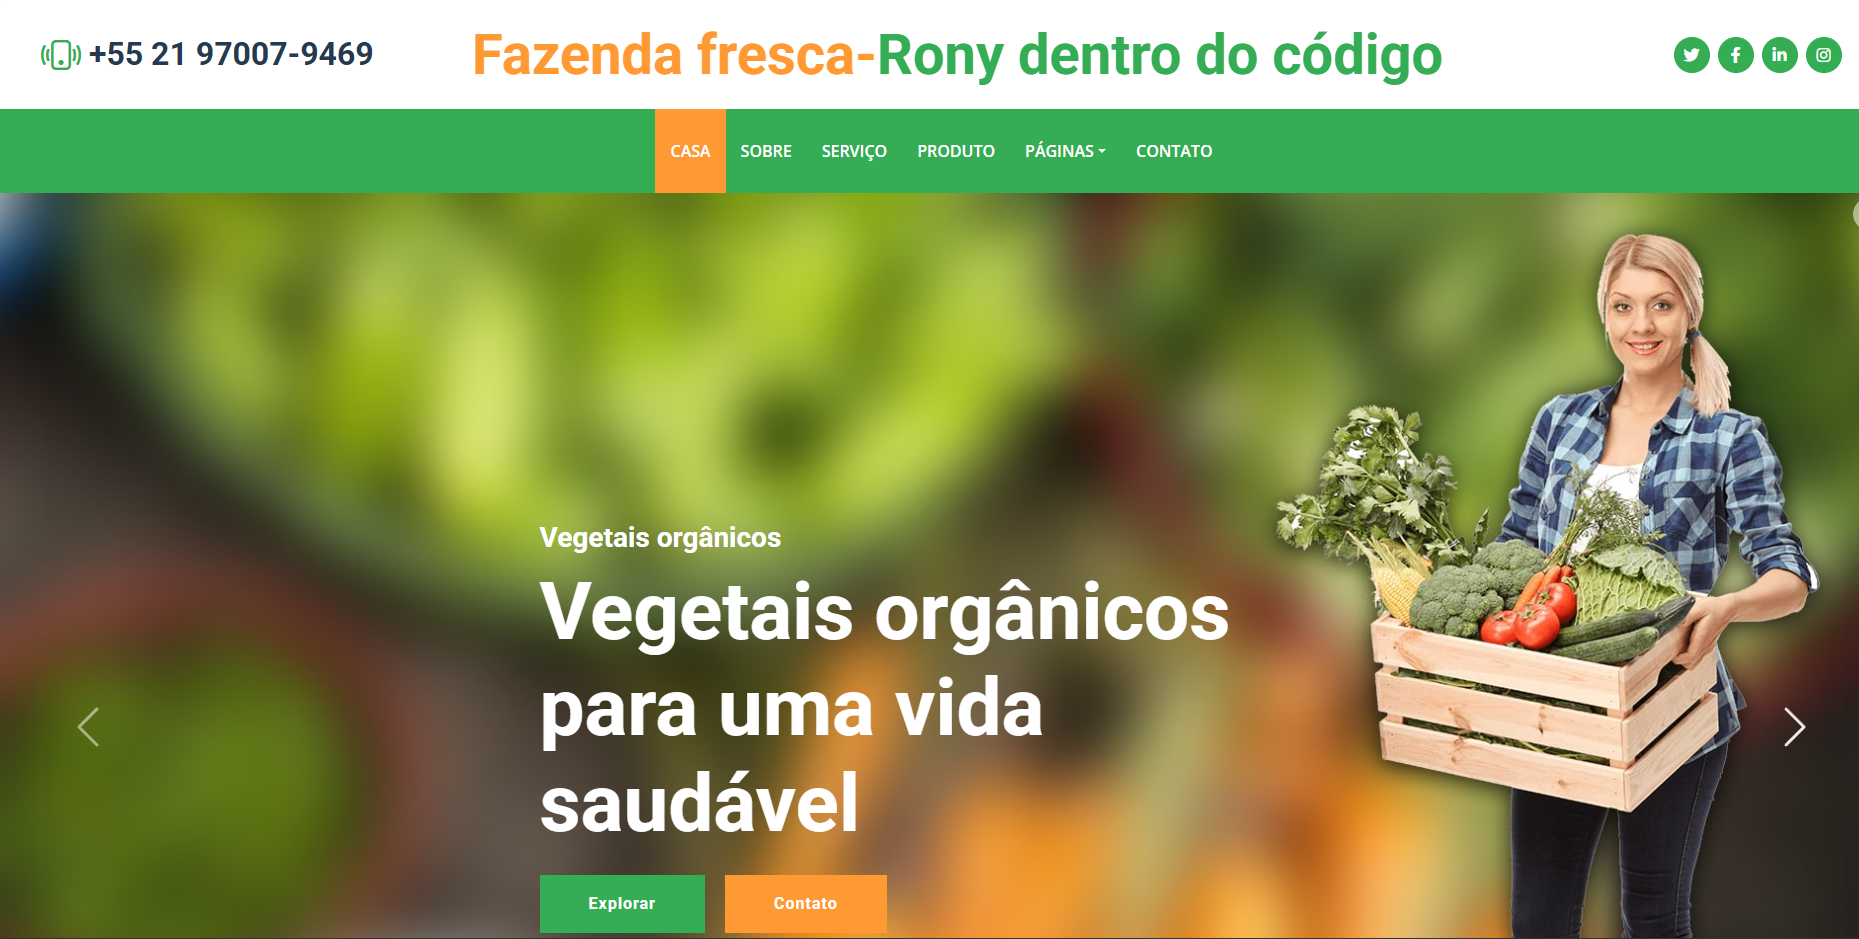 +55 21 97007-9469
Fazenda fresca-Rony dentro do código
CASA SOBRE SERVIÇO PRODUTO PÁGINAS CONTATO
Vegetais orgânicos
Vegetais orgânicos
para uma vida
saudável
Explorar Contato